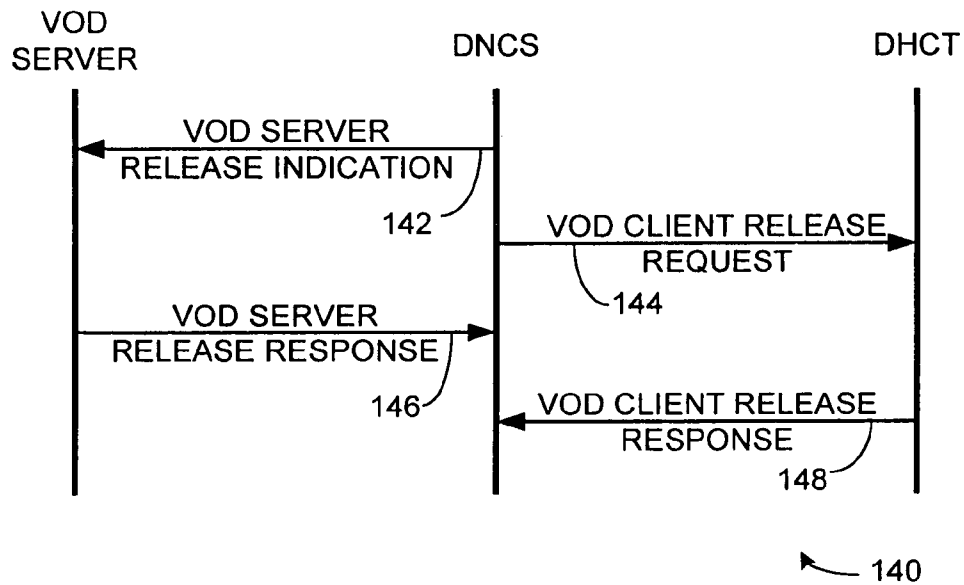 VOD
SERVER
DNCS
DHCT
VOD SERVER
RELEASE INDICATION
142
VOD CLIENT RELEASE
REQUEST
144
VOD SERVER
RELEASE RESPONSE
146
VOD CLIENT RELEASE
RESPONSE
148
140